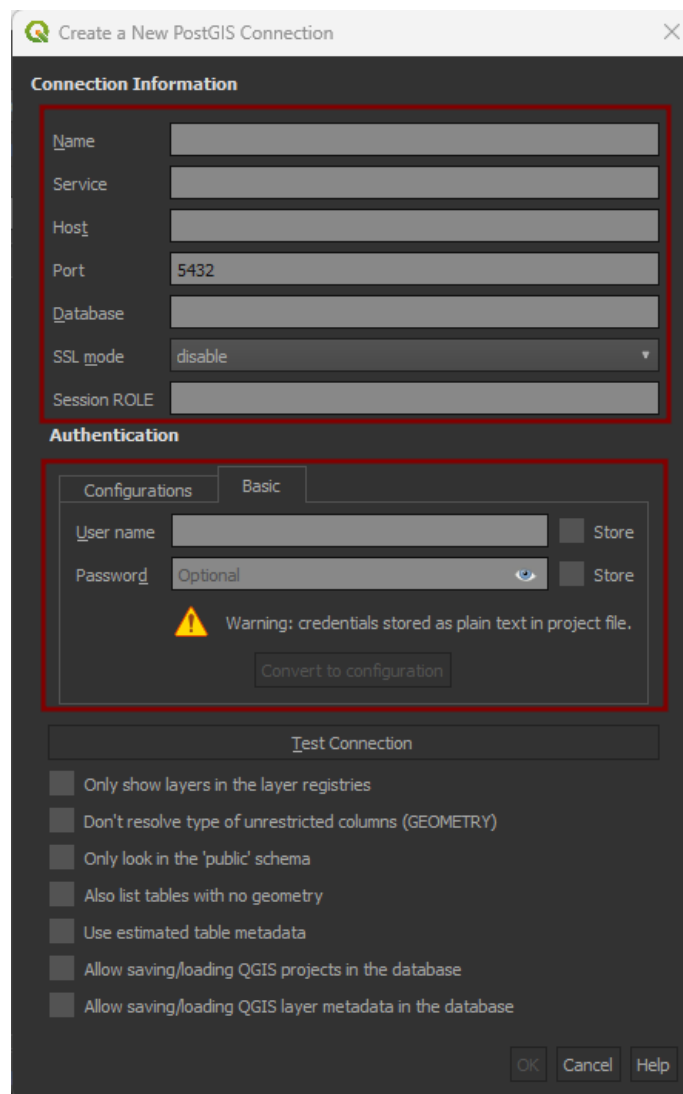 Create a New PostGIS Connection
Connection Information
Name
Service
Host
Port 5432
Database
SSL mode disable
Session ROLE
Authentication
Configurations Basic
User name Store
Password Optional Store
Warning: credentials stored as plain text in project file.
Convert to configuration
Test Connection
Only show layers in the layer registries
Don't resolve type of unrestricted columns (GEOMETRY)
Only look in the 'public' schema
Also list tables with no geometry
Use estimated table metadata
Allow saving/loading QGIS projects in the database
Allow saving/loading QGIS layer metadata in the database
OK Cancel Help